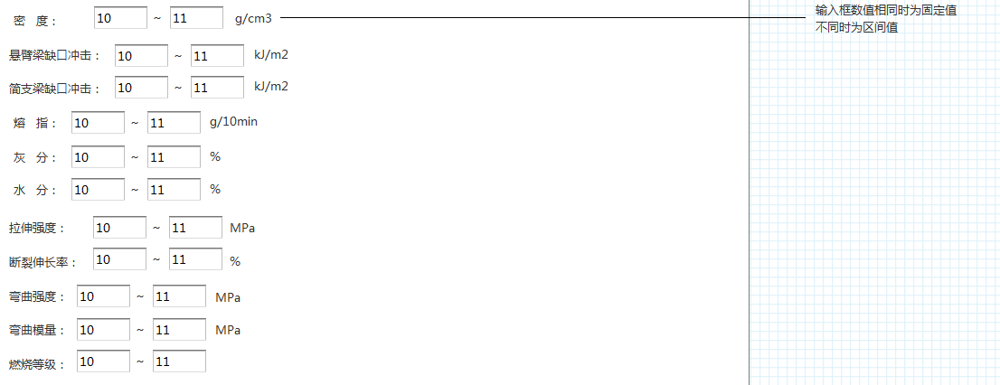 密 度： 10 ~ 11 g/cm3
输入框数值相同时为固定值
不同时为区间值
悬臂梁缺口冲击： 10 ~ 11 kJ/m2
简支梁缺口冲击： 10 ~ 11 kJ/m2
熔 指： 10 ~ 11 g/10min
灰 分： 10 ~ 11 %
水 分： 10 ~ 11 %
拉伸强度： 10 ~ 11 MPa
断裂伸长率： 10 ~ 11 %
弯曲强度： 10 ~ 11 MPa
弯曲模量： 10 ~ 11 MPa
燃烧等级： 10 ~ 11